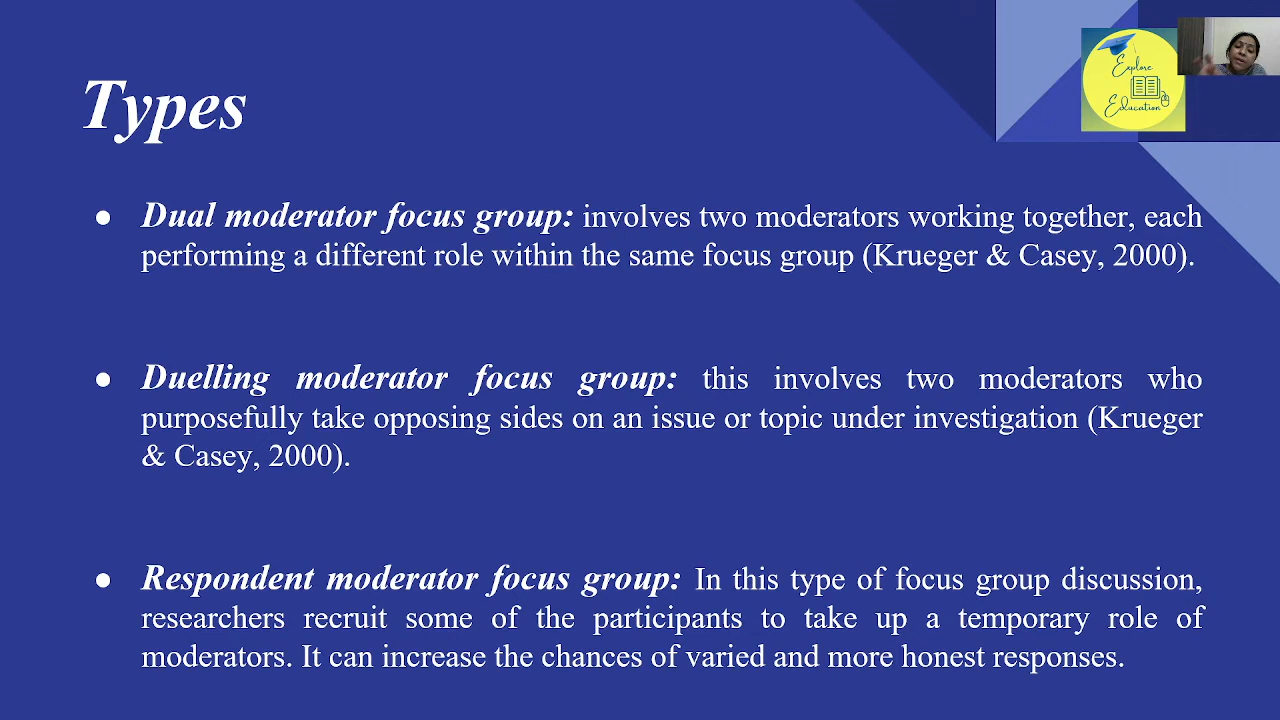 Types
Explore
Education
● Dual moderator focus group: involves two moderators working together, each
performing a different role within the same focus group (Krueger & Casey, 2000).
● Duelling moderator focus group: this involves two moderators who
purposefully take opposing sides on an issue or topic under investigation (Krueger
& Casey, 2000).
● Respondent moderator focus group: In this type of focus group discussion,
researchers recruit some of the participants to take up a temporary role of
moderators. It can increase the chances of varied and more honest responses.